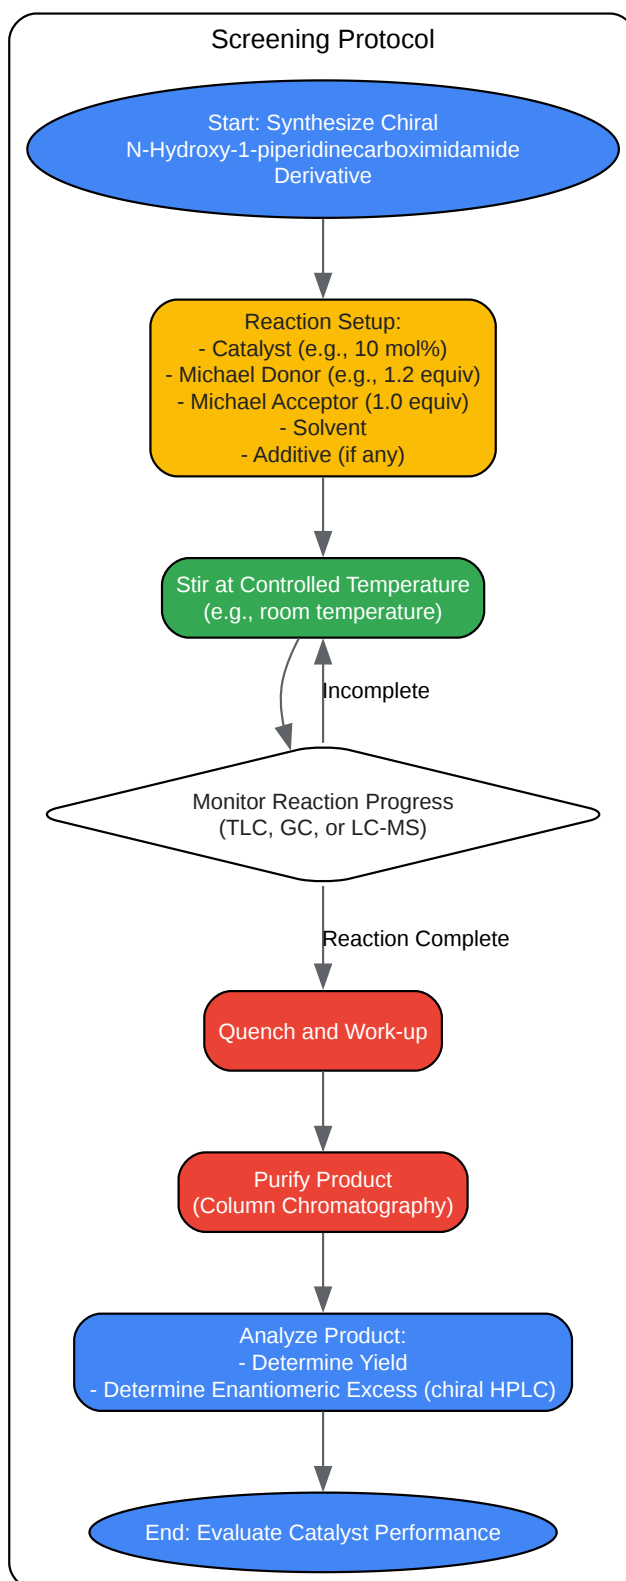 Screening Protocol
Start: Synthesize Chiral
N-Hydroxy-1-piperidinecarboximidamide
Derivative
Reaction Setup:
- Catalyst (e.g., 10 mol%)
- Michael Donor (e.g., 1.2 equiv)
- Michael Acceptor (1.0 equiv)
- Solvent
- Additive (if any)
Stir at Controlled Temperature
(e.g., room temperature)
Incomplete
Monitor Reaction Progress
(TLC, GC, or LC-MS)
Reaction Complete
Quench and Work-up
Purify Product
(Column Chromatography)
Analyze Product:
- Determine Yield
- Determine Enantiomeric Excess (chiral HPLC)
End: Evaluate Catalyst Performance